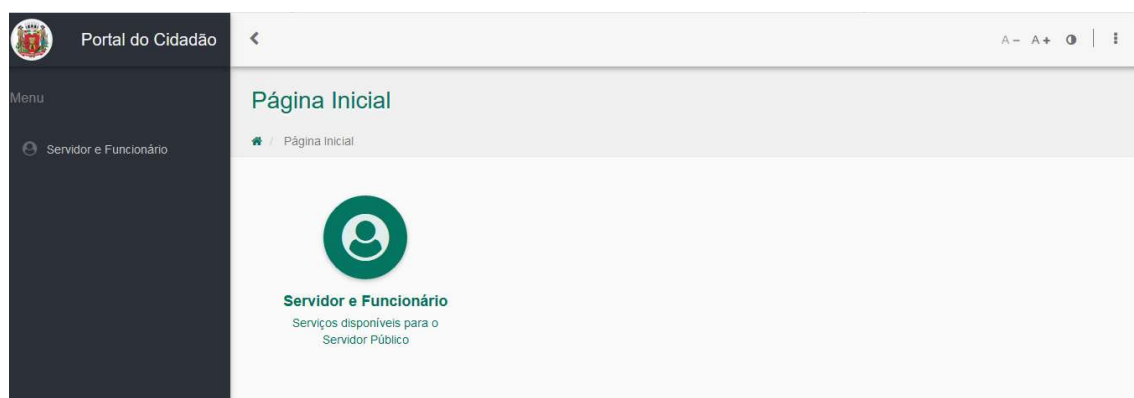 Portal do Cidadão
A- A+
Menu
Página Inicial
/ Página Inicial
Servidor e Funcionário
Servidor e Funcionário
Serviços disponíveis para o
Servidor Público